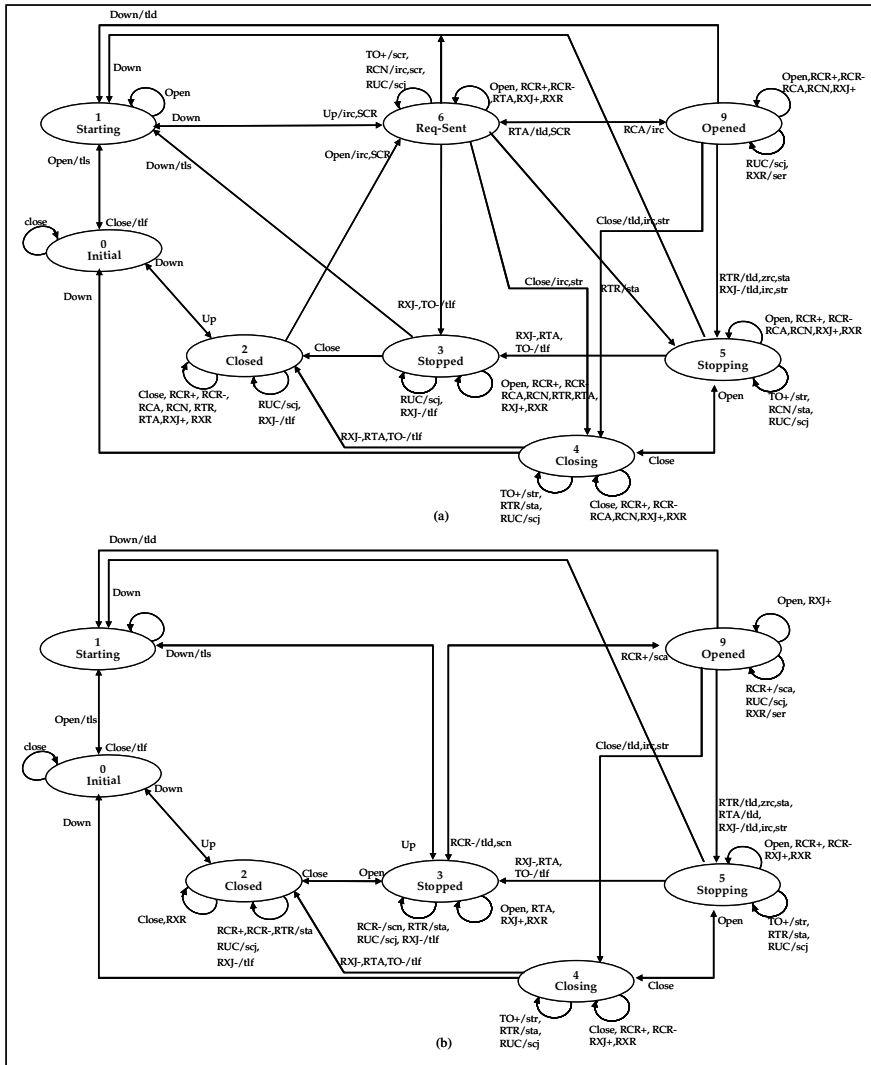 Down/tld
Down
TO+/scr,
RCN/irc,scr,
RUC/scj
Open, RCR+,RCR-
,RTA,RXJ+,RXR
Open,RCR+,RCR-
RCA,RCN,RXJ+
1
Starting
Open
Down
Up/irc,SCR
6
Req-Sent
RTA/tld,SCR
RCA/irc
9
Opened
Open/tls
Down/tls
Open/irc,SCR
RUC/scj,
RXR/ser
close
Close/tlf
0
Initial
Down
Down
Close/tld,irc,str
Close/irc,str
RTR/sta
RTR/tld,zrc,sta
RXJ-/tld,irc,str
Up
RXJ-,TO-/tlf
2
Closed
Close
3
Stopped
RXJ-,RTA,
TO-/tlf
Open, RCR+, RCR-
RCA,RCN,RXJ+,RXR
5
Stopping
Close, RCR+, RCR-,
RCA, RCN, RTR,
RTA,RXJ+, RXR
RUC/scj,
RXJ-/tlf
RUC/scj,
RXJ-/tlf
Open, RCR+, RCR-
RCA,RCN,RTR,RTA,
RXJ+,RXR
Open
TO+/str,
RCN/sta,
RUC/scj
RXJ-,RTA,TO-/tlf
4
Closing
Close
TO+/str,
RTR/sta,
RUC/scj
Close, RCR+, RCR-
RCA,RCN,RXJ+,RXR
(a)
Down/tld
Down
Open, RXJ+
1
Starting
Down/tls
RCR+/sca
9
Opened
RCR+/sca,
RUC/scj,
RXR/ser
Open/tls
close
Close/tlf
0
Initial
Down
Down
Close/tld,irc,str
RTR/tld,zrc,sta,
RTA/tld,
RXJ-/tld,irc,str
Up
Up
RCR-/tld,scn
2
Closed
Close
Open
3
Stopped
RXJ-,RTA,
TO-/tlf
Open, RCR+, RCR-
RXJ+,RXR
5
Stopping
Close,RXR
RCR+,RCR-,RTR/sta
RUC/scj,
RXJ-/tlf
RCR-/scn, RTR/sta,
RUC/scj, RXJ-/tlf
Open, RTA,
RXJ+,RXR
Open
TO+/str,
RTR/sta,
RUC/scj
RXJ-,RTA,TO-/tlf
4
Closing
Close
TO+/str,
RTR/sta,
RUC/scj
Close, RCR+, RCR-
RXJ+,RXR
(b)